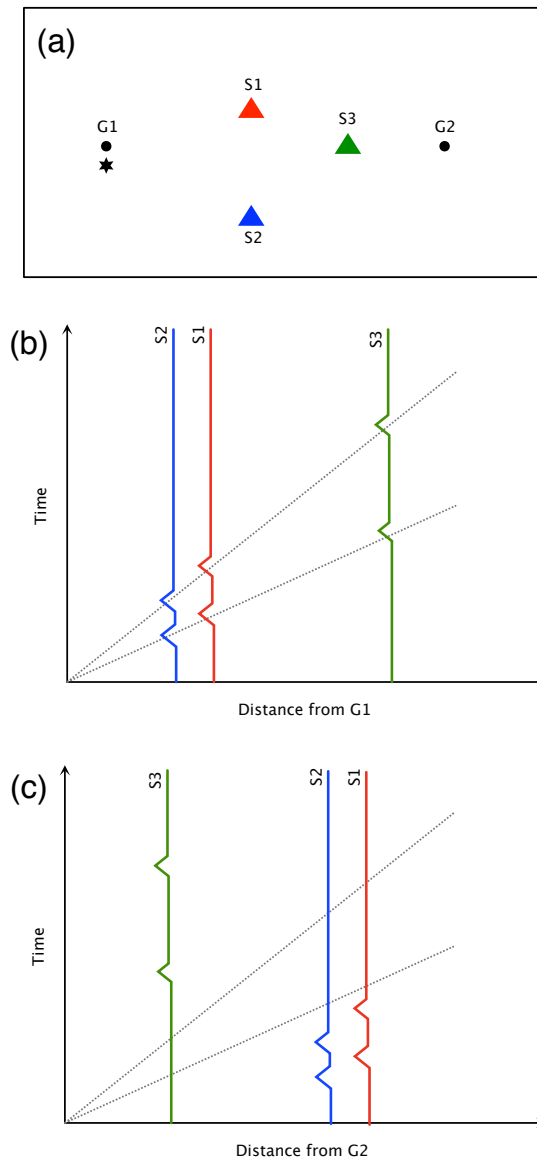 (a)
S1
G1
S3
G2
S2
(b)
S2
S1
S3
Time
Distance from G1
(c)
S3
S2
S1
Time
Distance from G2